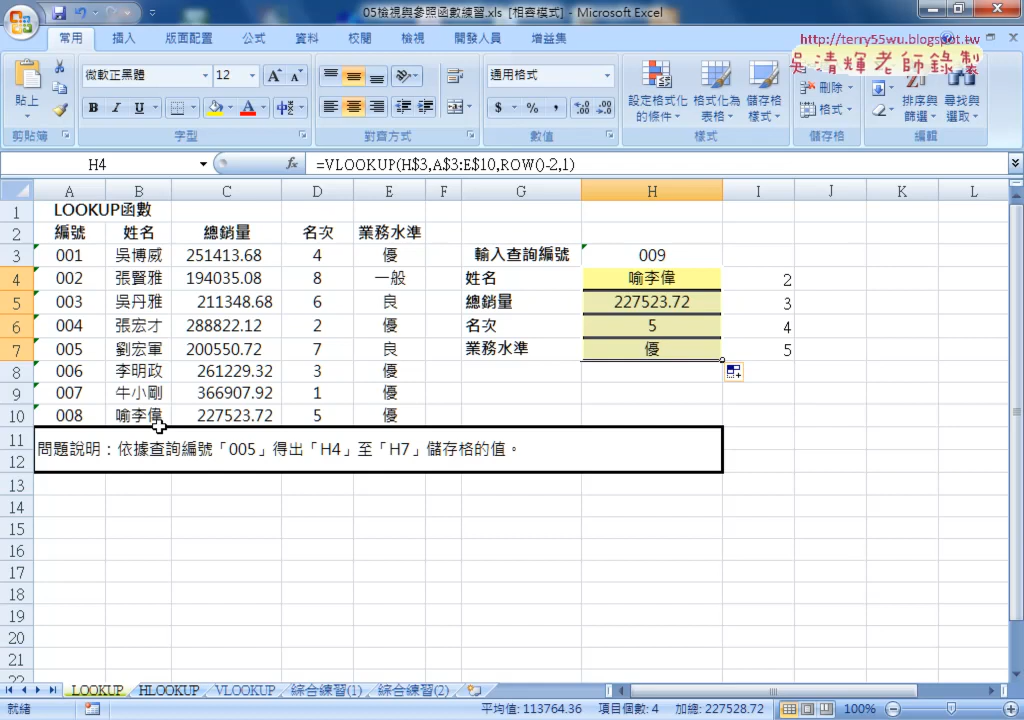 05檢視與參照函數練習.xls [相容模式] - Microsoft Excel
常用 插入 版面配置 公式 資料 校閱 檢視 開發人員 增益集
http://terry55wu.blogspot.tw
吳清輝老師錄製
貼上 微軟正黑體 12 通用格式 設定格式化的條件 格式化為表格 儲存格樣式 刪除 格式 排序與篩選 尋找與選取
剪貼簿 字型 對齊方式 數值 樣式 儲存格 編輯
H4 =VLOOKUP(H$3,A$3:E$10,ROW()-2,1)
A B C D E F G H I J K L
1 LOOKUP函數
2 編號 姓名 總銷量 名次 業務水準
3 001 吳博威 251413.68 4 優 輸入查詢編號 009
4 002 張賢雅 194035.08 8 一般 姓名 喻李偉 2
5 003 吳丹雅 211348.68 6 良 總銷量 227523.72 3
6 004 張宏才 288822.12 2 優 名次 5 4
7 005 劉宏軍 200550.72 7 良 業務水準 優 5
8 006 李明政 261229.32 3 優
9 007 牛小剛 366907.92 1 優
10 008 喻李偉 227523.72 5 優
11
問題說明：依據查詢編號「005」得出「H4」至「H7」儲存格的值。
12
13
14
15
16
17
18
19
20
21
22
LOOKUP HLOOKUP VLOOKUP 綜合練習(1) 綜合練習(2)
就緒 平均值: 113764.36 項目個數: 4 加總: 227528.72 100%